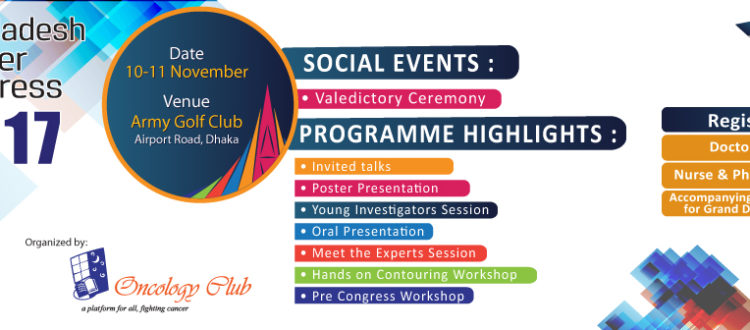 adesh
er
ress
17
Date
10-11 November
Venue
Army Golf Club
Airport Road, Dhaka
Organized by:
Oncology Club
a platform for all, fighting cancer
SOCIAL EVENTS :
• Valedictory Ceremony
PROGRAMME HIGHLIGHTS :
• Invited talks
• Poster Presentation
• Young Investigators Session
• Oral Presentation
• Meet the Experts Session
• Hands on Contouring Workshop
• Pre Congress Workshop
Regis
Docto
Nurse & Ph
Accompanying
for Grand D